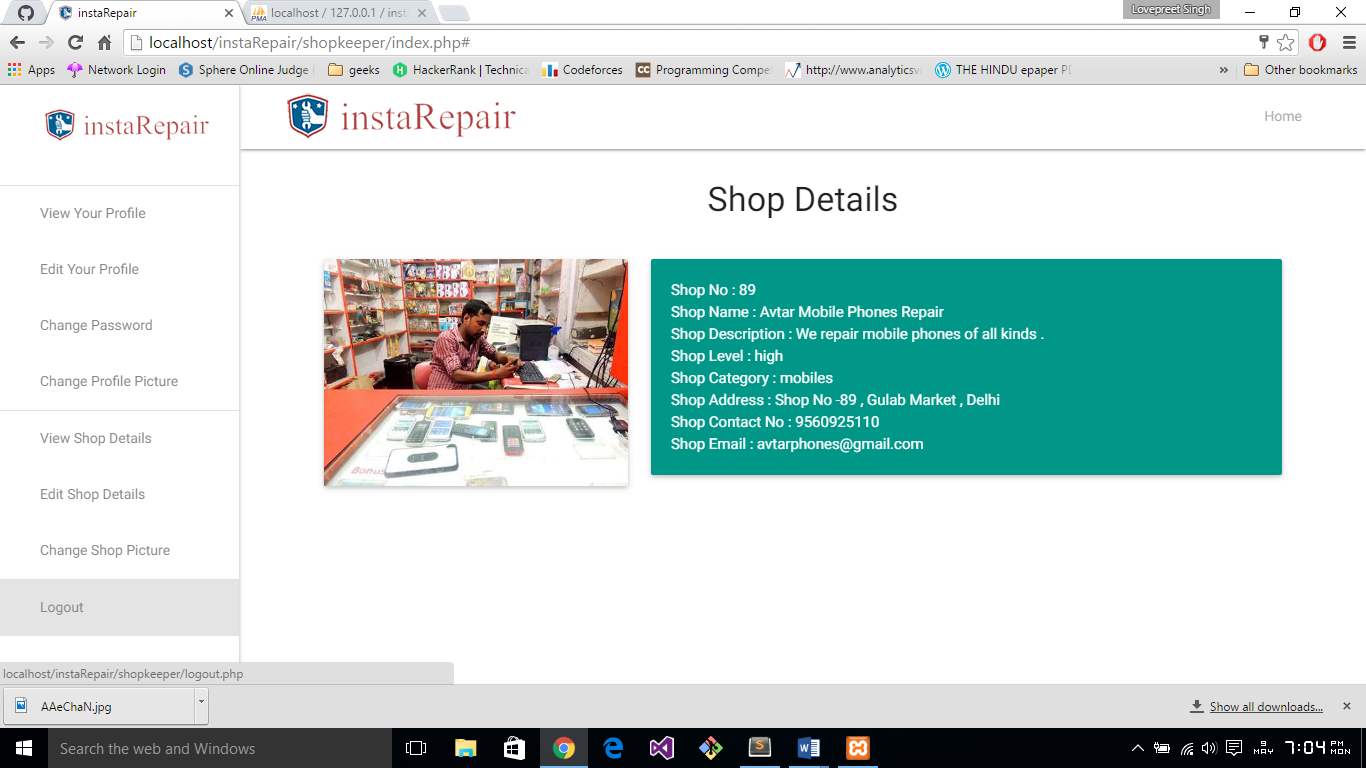 Lovepreet Singh
instaRepair
localhost / 127.0.0.1 / inst
localhost/instaRepair/shopkeeper/index.php#
Apps
Network Login
Sphere Online Judge
geeks
HackerRank | Technica
Codeforces
CC Programming Compe
http://www.analyticsv
THE HINDU epaper PD
»
Other bookmarks
instaRepair
instaRepair
Home
View Your Profile
Edit Your Profile
Change Password
Change Profile Picture
View Shop Details
Edit Shop Details
Change Shop Picture
Logout
Shop Details
Shop No : 89
Shop Name : Avtar Mobile Phones Repair
Shop Description : We repair mobile phones of all kinds .
Shop Level : high
Shop Category : mobiles
Shop Address : Shop No -89 , Gulab Market , Delhi
Shop Contact No : 9560925110
Shop Email : avtarphones@gmail.com
Bonus
localhost/instaRepair/shopkeeper/logout.php
AAeChaN.jpg
Show all downloads...
Search the web and Windows
9
MAY
7:04 PM
MON